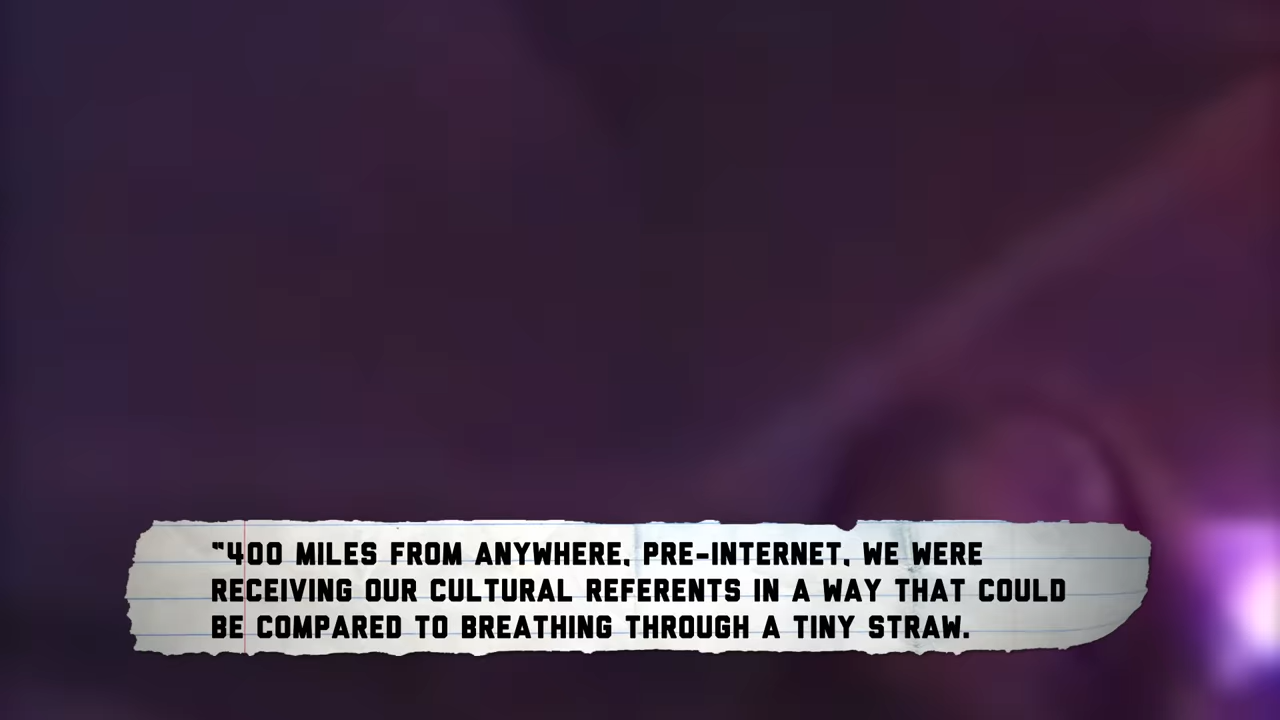 "400 MILES FROM ANYWHERE, PRE-INTERNET, WE WERE
RECEIVING OUR CULTURAL REFERENTS IN A WAY THAT COULD
BE COMPARED TO BREATHING THROUGH A TINY STRAW.